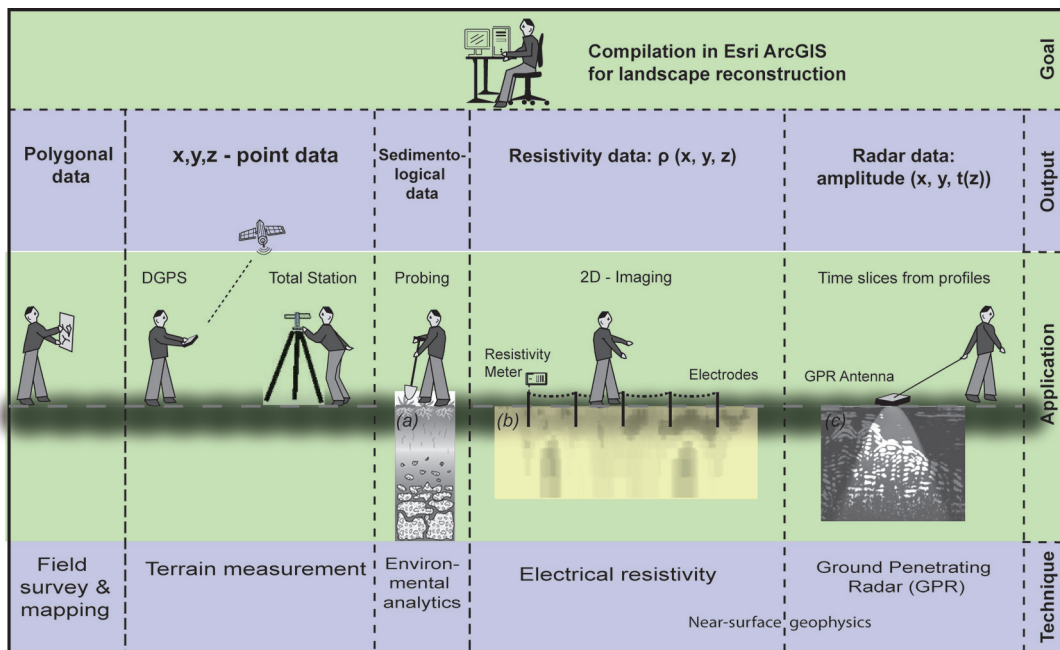 Compilation in Esri ArcGIS
for landscape reconstruction
Goal
Polygonal
data
x,y,z - point data
Sedimento-
logical
data
Resistivity data: ρ (x, y, z)
Radar data:
amplitude (x, y, t(z))
Output
DGPS
Total Station
Probing
2D - Imaging
Time slices from profiles
Resistivity
Meter
Electrodes
GPR Antenna
(a)
(b)
(c)
Application
Field
survey &
mapping
Terrain measurement
Environ-
mental
analytics
Electrical resistivity
Ground Penetrating
Radar (GPR)
Near-surface geophysics
Technique